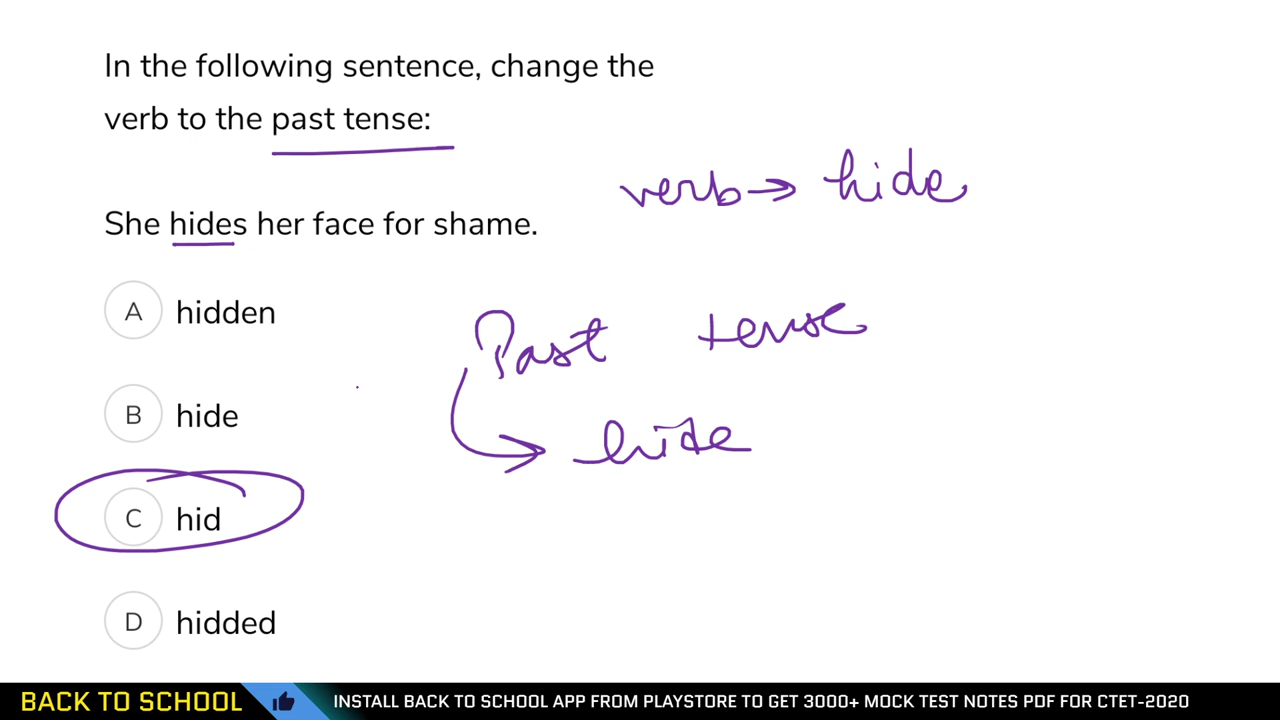 In the following sentence, change the
verb to the past tense:
verb → hide
She hides her face for shame.
A hidden
Past tense
B hide
→ hide
C hid
D hidded
BACK TO SCHOOL INSTALL BACK TO SCHOOL APP FROM PLAYSTORE TO GET 3000+ MOCK TEST NOTES PDF FOR CTET-2020